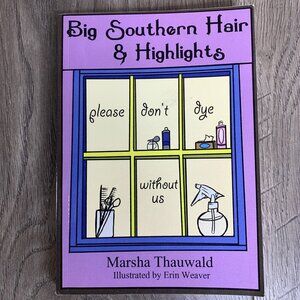 Big Southern Hair
& Highlights
please don't dye
without
us
Marsha Thauwald
Illustrated by Erin Weaver